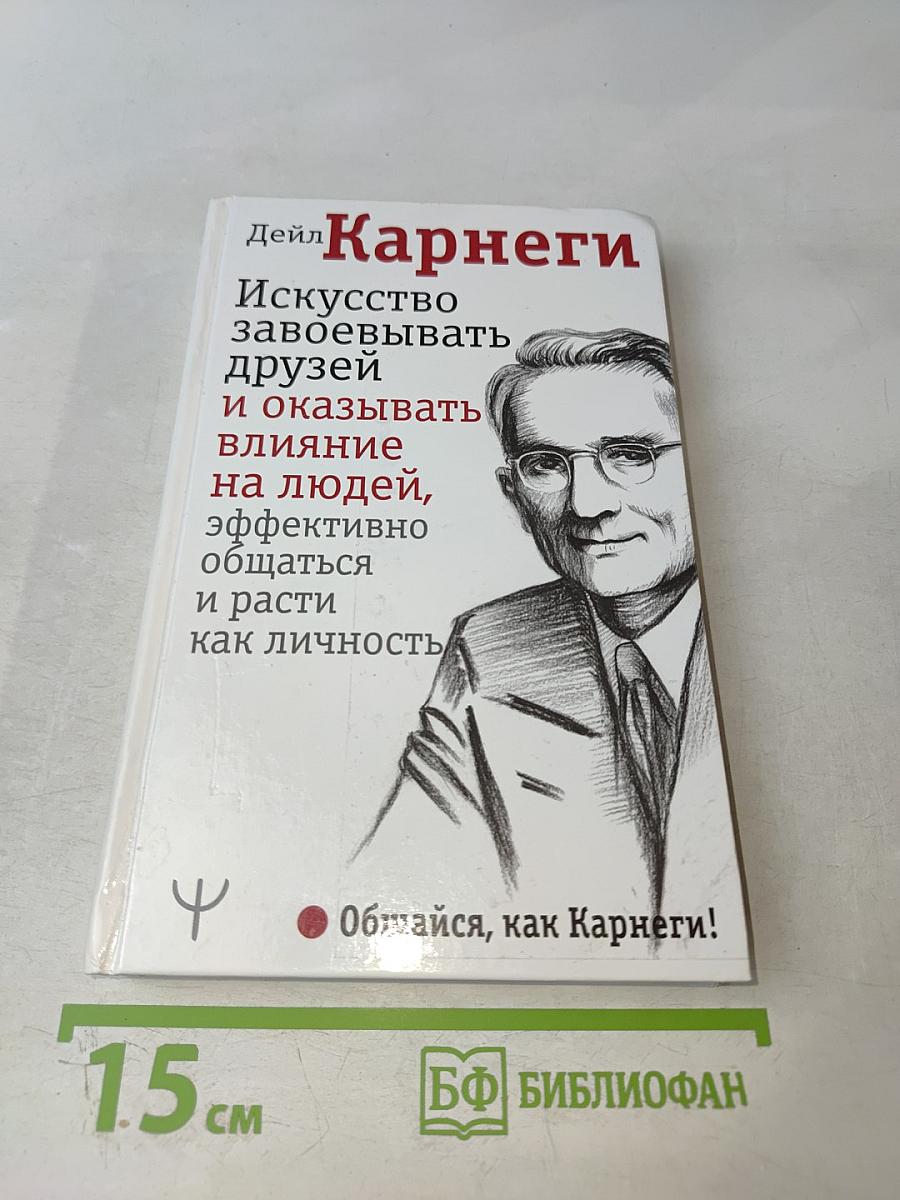 Дейл Карнеги
Искусство
завоевывать
друзей
и оказывать
влияние
на людей,
эффективно
общаться
и расти
как личность
Общайся, как Карнеги!
15 см
БФ БИБЛИОФАН